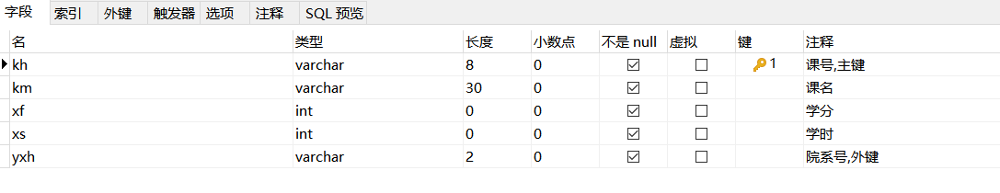 字段 索引 外键 触发器 选项 注释 SQL 预览
名 类型 长度 小数点 不是 null 虚拟 键 注释
kh varchar 8 0 1 课号,主键
km varchar 30 0 课名
xf int 0 0 学分
xs int 0 0 学时
yxh varchar 2 0 院系号,外键